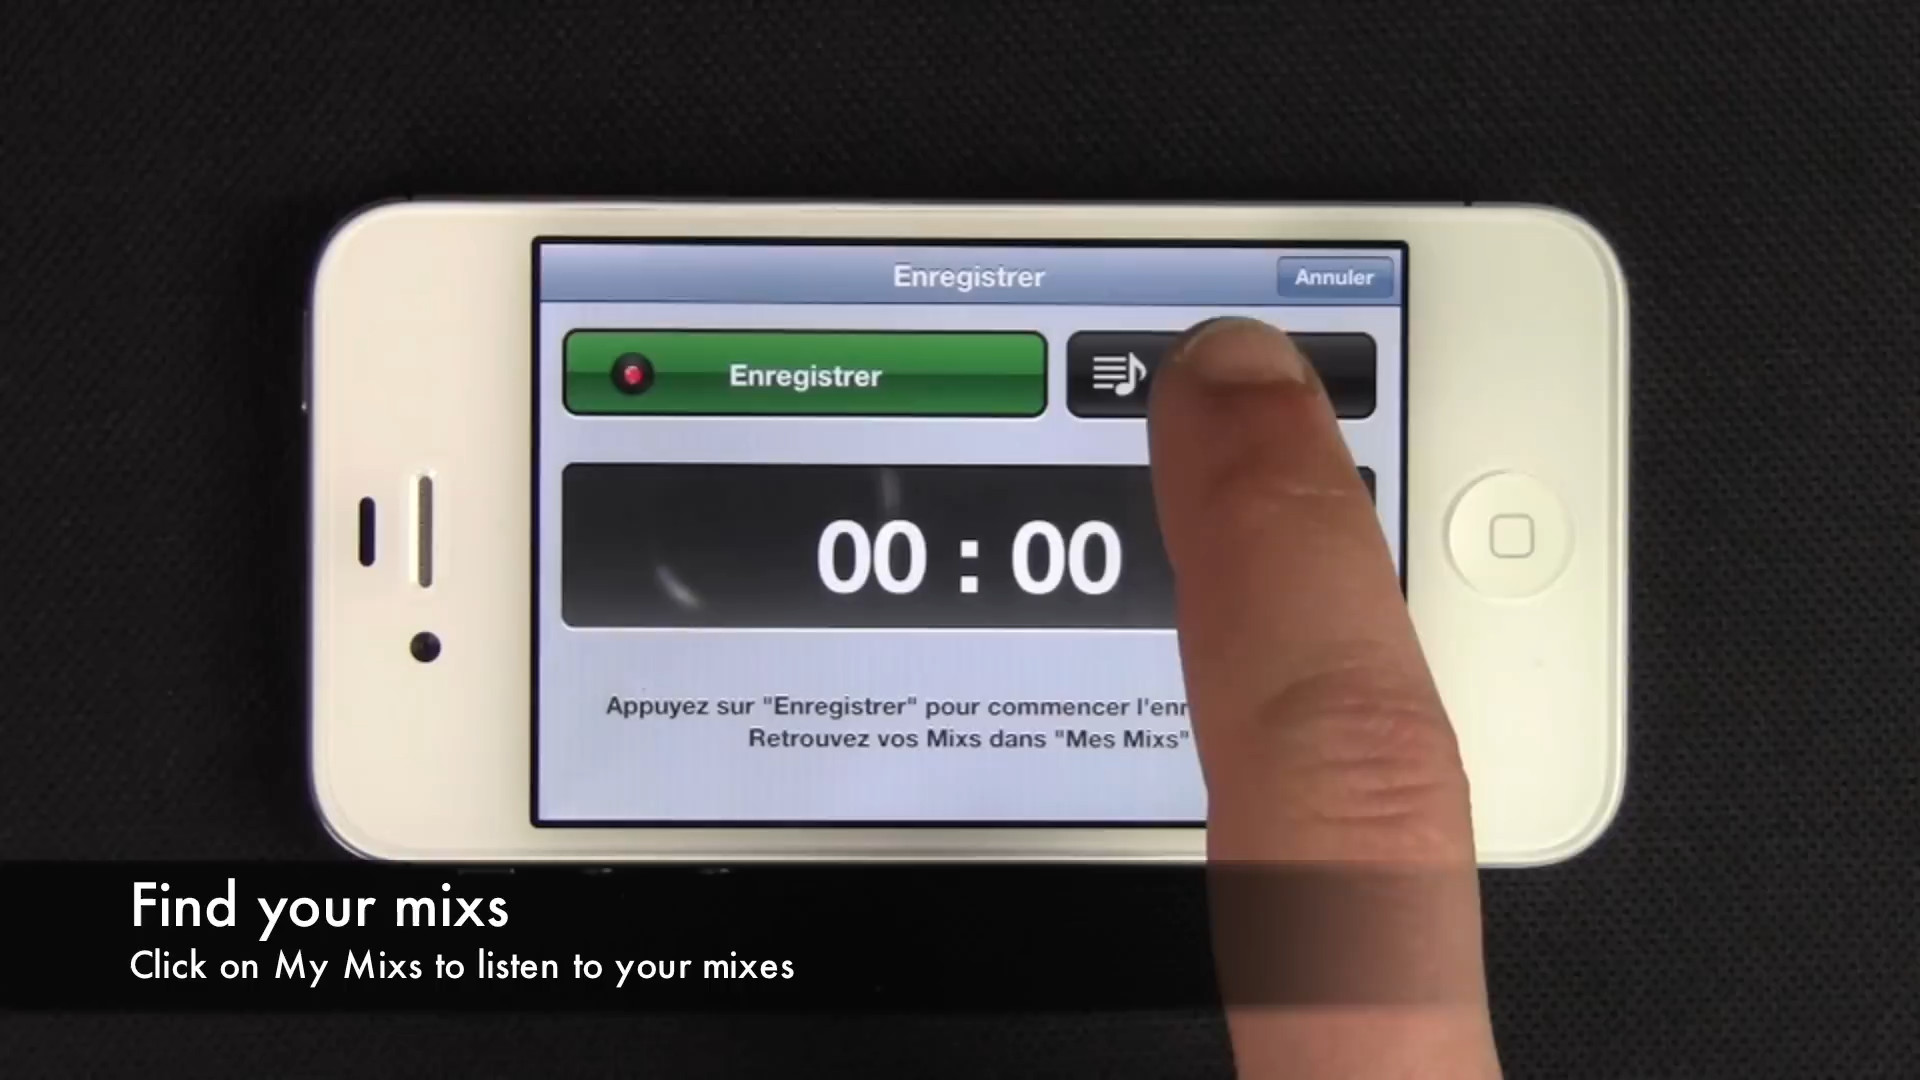 Enregistrer
Annuler
Enregistrer
00 : 00
Appuyez sur "Enregistrer" pour commencer
Retrouvez vos Mixs dans "Mes Mixs"
Find your mixs
Click on My Mixs to listen to your mixes